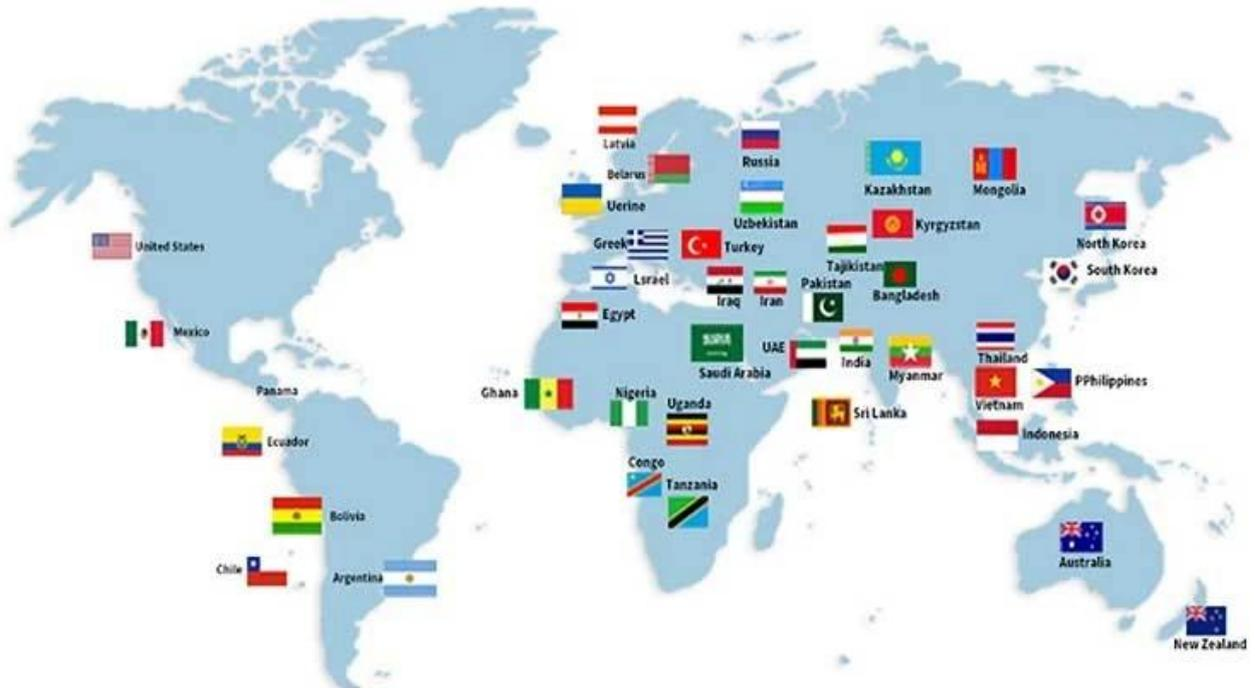 Latvia
Russia
Belarus
Kazakhstan
Mongolia
Uerine
Uzbekistan
Kyrgyzstan
United States
Greek
Turkey
North Korea
Tajikistan
South Korea
Lsrael
Iraq
Iran
Pakistan
Bangladesh
Egypt
Mexico
Saudi Arabia
UAE
India
Myanmar
Thailand
PPhilippines
Panama
Ghana
Nigeria
Uganda
Vietnam
Sri Lanka
Indonesia
Ecuador
Congo
Tanzania
Bolivia
Australia
Chile
Argentina
New Zealand